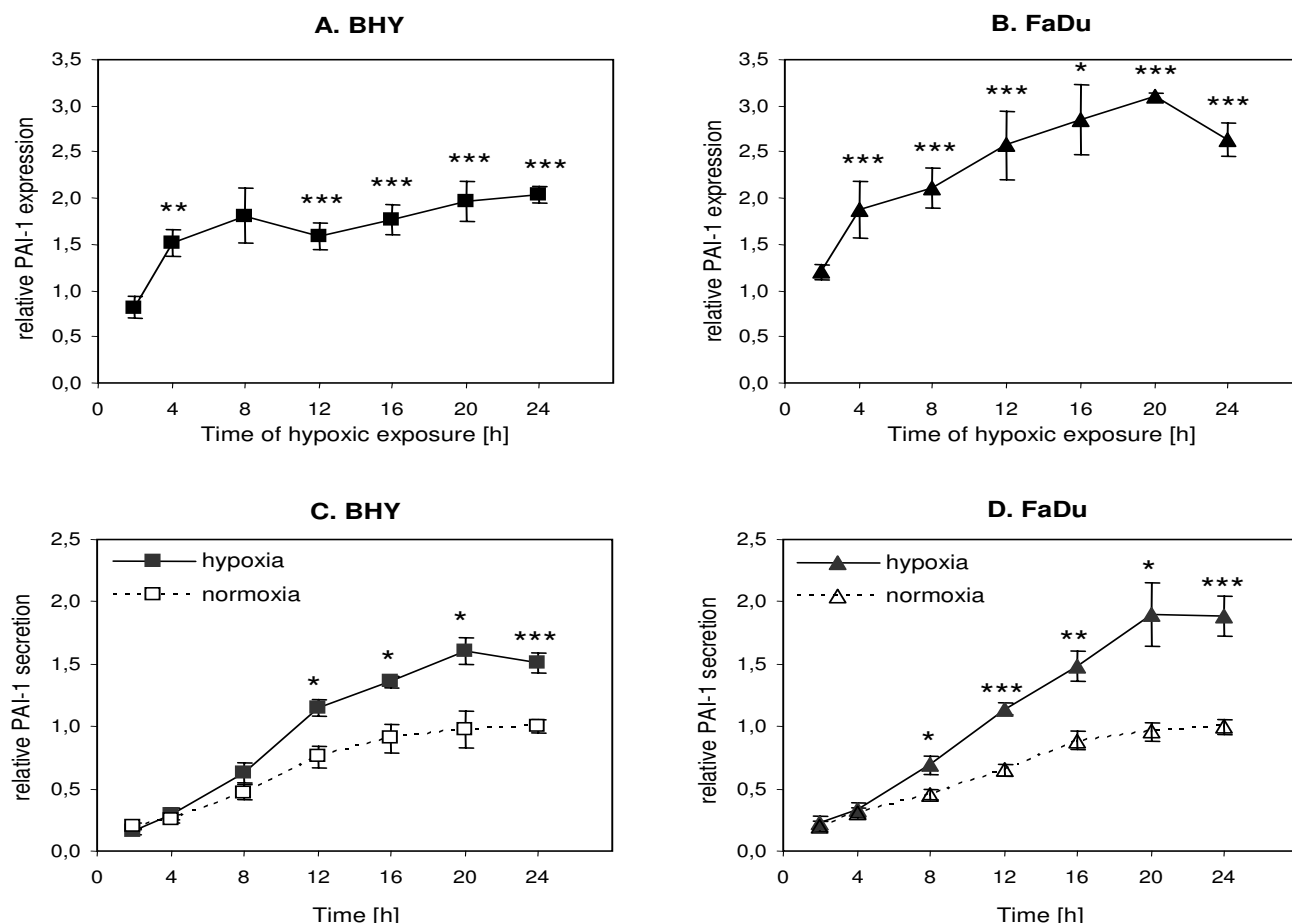 A. BHY
3,5
3,0
2,5
2,0
1,5
1,0
0,5
0,0
relative PAI-1 expression
**
***
***
***
***
0 4 8 12 16 20 24
Time of hypoxic exposure [h]
B. FaDu
3,5
3,0
2,5
2,0
1,5
1,0
0,5
0,0
relative PAI-1 expression
***
***
***
*
***
***
0 4 8 12 16 20 24
Time of hypoxic exposure [h]
C. BHY
2,5
2,0
1,5
1,0
0,5
0,0
relative PAI-1 secretion
hypoxia
normoxia
*
*
*
***
0 4 8 12 16 20 24
Time [h]
D. FaDu
2,5
2,0
1,5
1,0
0,5
0,0
relative PAI-1 secretion
hypoxia
normoxia
*
***
**
*
***
0 4 8 12 16 20 24
Time [h]